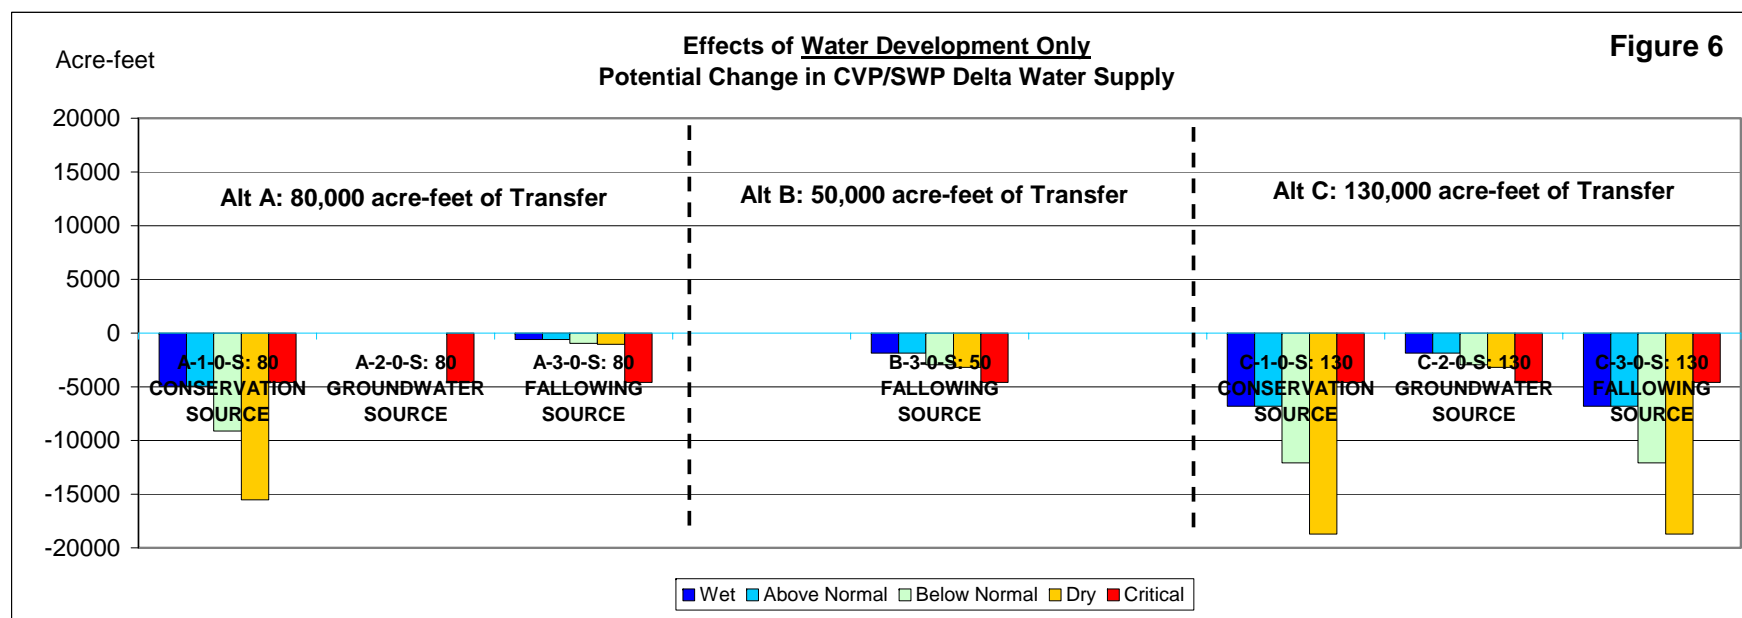 Acre-feet
Effects of Water Development Only
Potential Change in CVP/SWP Delta Water Supply
Figure 6
20000
15000
10000
5000
0
-5000
-10000
-15000
-20000
Alt A: 80,000 acre-feet of Transfer
Alt B: 50,000 acre-feet of Transfer
Alt C: 130,000 acre-feet of Transfer
A-1-0-S: 80
CONSERVATION
SOURCE
A-2-0-S: 80
GROUNDWATER
SOURCE
A-3-0-S: 80
FALLOWING
SOURCE
B-3-0-S: 50
FALLOWING
SOURCE
C-1-0-S: 130
CONSERVATION
SOURCE
C-2-0-S: 130
GROUNDWATER
SOURCE
C-3-0-S: 130
FALLOWING
SOURCE
Wet
Above Normal
Below Normal
Dry
Critical